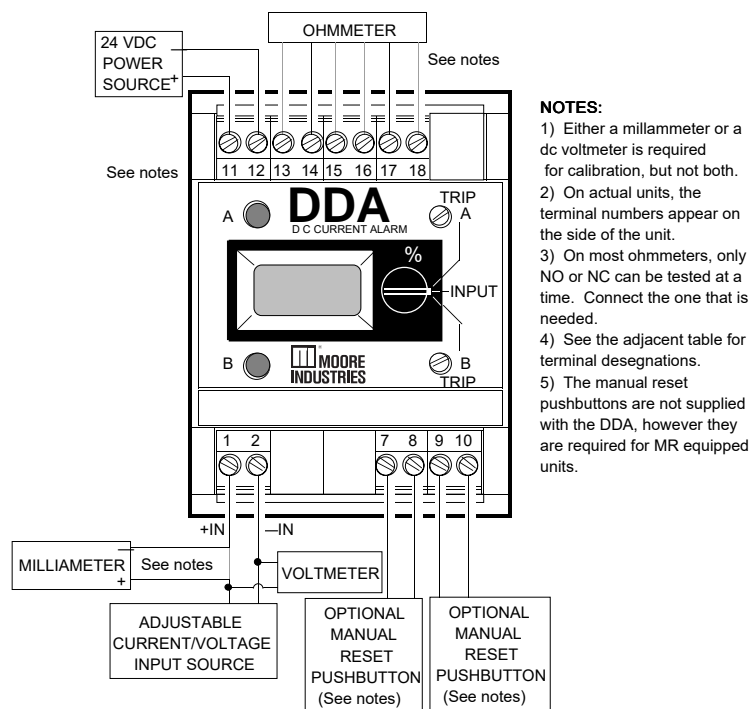 OHMMETER
24 VDC
—
POWER
SOURCE
+
See notes
See notes
11 12 13 14 15 16 17 18
A
DDA
D C CURRENT ALARM
TRIP
A
%
INPUT
B
MOORE
INDUSTRIES
B
TRIP
1 2 7 8 9 10
+IN
—IN
MILLIAMETER
—
+
See notes
VOLTMETER
ADJUSTABLE
CURRENT/VOLTAGE
INPUT SOURCE
OPTIONAL
MANUAL
RESET
PUSHBUTTON
(See notes)
OPTIONAL
MANUAL
RESET
PUSHBUTTON
(See notes)
NOTES:
1) Either a millammeter or a
dc voltmeter is required
for calibration, but not both.
2) On actual units, the
terminal numbers appear on
the side of the unit.
3) On most ohmmeters, only
NO or NC can be tested at a
time. Connect the one that is
needed.
4) See the adjacent table for
terminal desegnations.
5) The manual reset
pushbuttons are not supplied
with the DDA, however they
are required for MR equipped
units.